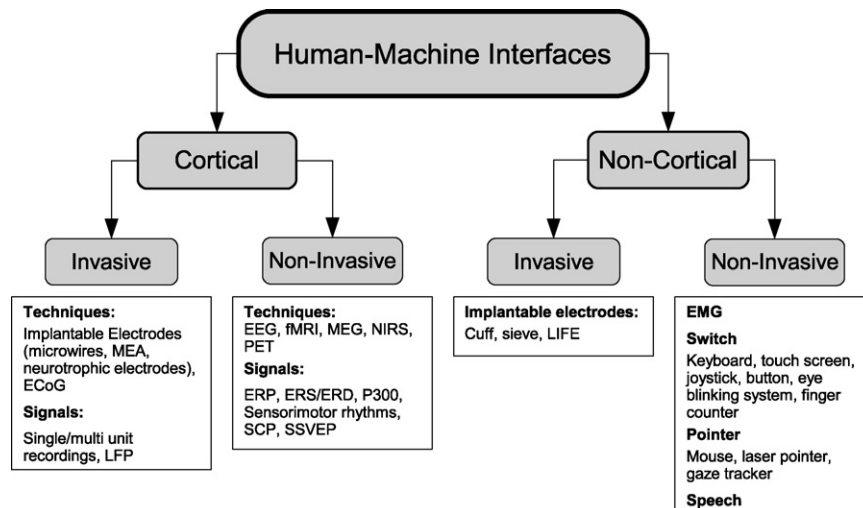 Human-Machine Interfaces
Cortical
Non-Cortical
Invasive
Non-Invasive
Invasive
Non-Invasive
Techniques:
Implantable Electrodes
(microwires, MEA,
neurotrophic electrodes),
ECoG
Signals:
Single/multi unit
recordings, LFP
Techniques:
EEG, fMRI, MEG, NIRS,
PET
Signals:
ERP, ERS/ERD, P300,
Sensorimotor rhythms,
SCP, SSVEP
Implantable electrodes:
Cuff, sieve, LIFE
EMG
Switch
Keyboard, touch screen,
joystick, button, eye
blinking system, finger
counter
Pointer
Mouse, laser pointer,
gaze tracker
Speech